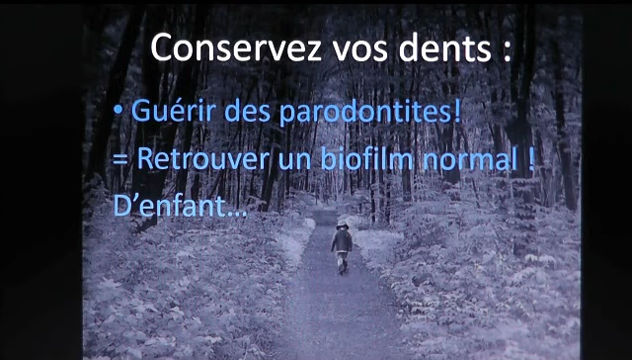 Conservez vos dents :
• Guérir des parodontites!
= Retrouver un biofilm normal !
D'enfant...